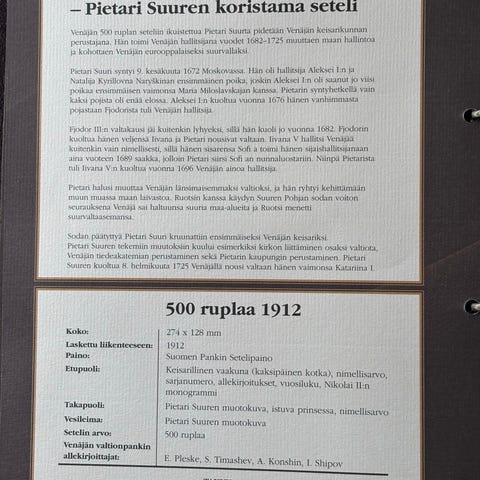 – Pietari Suuren koristama seteli
Venäjän 500 ruplan seteliin ikuistettua Pietari Suurta pidetään Venäjän keisarikunnan
perustajana. Hän toimi Venäjän hallitsijana vuodet 1682–1725 muuttaen maan hallintoa
ja kohottaen Venäjän eurooppalaiseksi suurvallaksi.
Pietari Suuri syntyi 9. kesäkuuta 1672 Moskovassa. Hän oli hallitsija Aleksei I:n ja
Natalija Kyrillovna Naryškinan ensimmäinen poika, joskin Aleksei I:n oli saanut jo viisi
poikaa ensimmäisen vaimonsa Maria Miloslavskajan kanssa. Pietarin syntyhetkellä vain
kaksi pojista oli enää elossa. Aleksei I:n kuoltua vuonna 1676 hänen vanhimmasta
pojastaan Fjodorista tuli Venäjän hallitsija.
Fjodor III:n valtakausi jäi kuitenkin lyhyeksi, sillä hän kuoli jo vuonna 1682. Fjodorin
kuoltua hänen veljensä Iivana ja Pietari nousivat valtaan. Iivana V hallitsi Venäjää
kuitenkin vain nimellisesti, sillä hänen sisarensa Sofi a toimi hänen sijaishallitsijanaan
aina vuoteen 1689 saakka, jolloin Pietari siirsi Sofi an nunnaluostariin. Niinpä Pietarista
tuli Iivana V:n kuoltua vuonna 1696 Venäjän ainoa hallitsija.
Pietari halusi muuttaa Venäjän länsimaisemmaksi valtioksi, ja hän ryhtyi kehittämään
muun muassa maan laivastoa. Ruotsin kanssa käydyn Suuren Pohjan sodan voiton
seurauksena Venäjä sai haltuunsa suuria maa-alueita ja Ruotsi menetti
suurvaltaasemansa.
Sodan päätyttyä Pietari Suuri kruunattiin ensimmäiseksi Venäjän keisariksi.
Pietari Suuren tekemiin muutoksiin kuului esimerkiksi kirkon liittäminen osaksi valtiota,
Venäjän tiedeakatemian perustaminen sekä Pietarin kaupungin perustaminen. Pietari
Suuren kuoltua 8. helmikuuta 1725 Venäjällä nousi valtaan hänen vaimonsa Katariina I.
500 ruplaa 1912
Koko: 274 x 128 mm
Laskettu liikenteeseen: 1912
Paino: Suomen Pankin Setelipaino
Etupuoli: Keisarillinen vaakuna (kaksipäinen kotka), nimellisarvo,
sarjanumero, allekirjoitukset, vuosiluku, Nikolai II:n
monogrammi
Takapuoli: Pietari Suuren muotokuva, istuva prinsessa, nimellisarvo
Vesileima: Pietari Suuren muotokuva
Setelin arvo: 500 ruplaa
Venäjän valtionpankin
allekirjoittajat: E. Pleske, S. Timashev, A. Konshin, I. Shipov